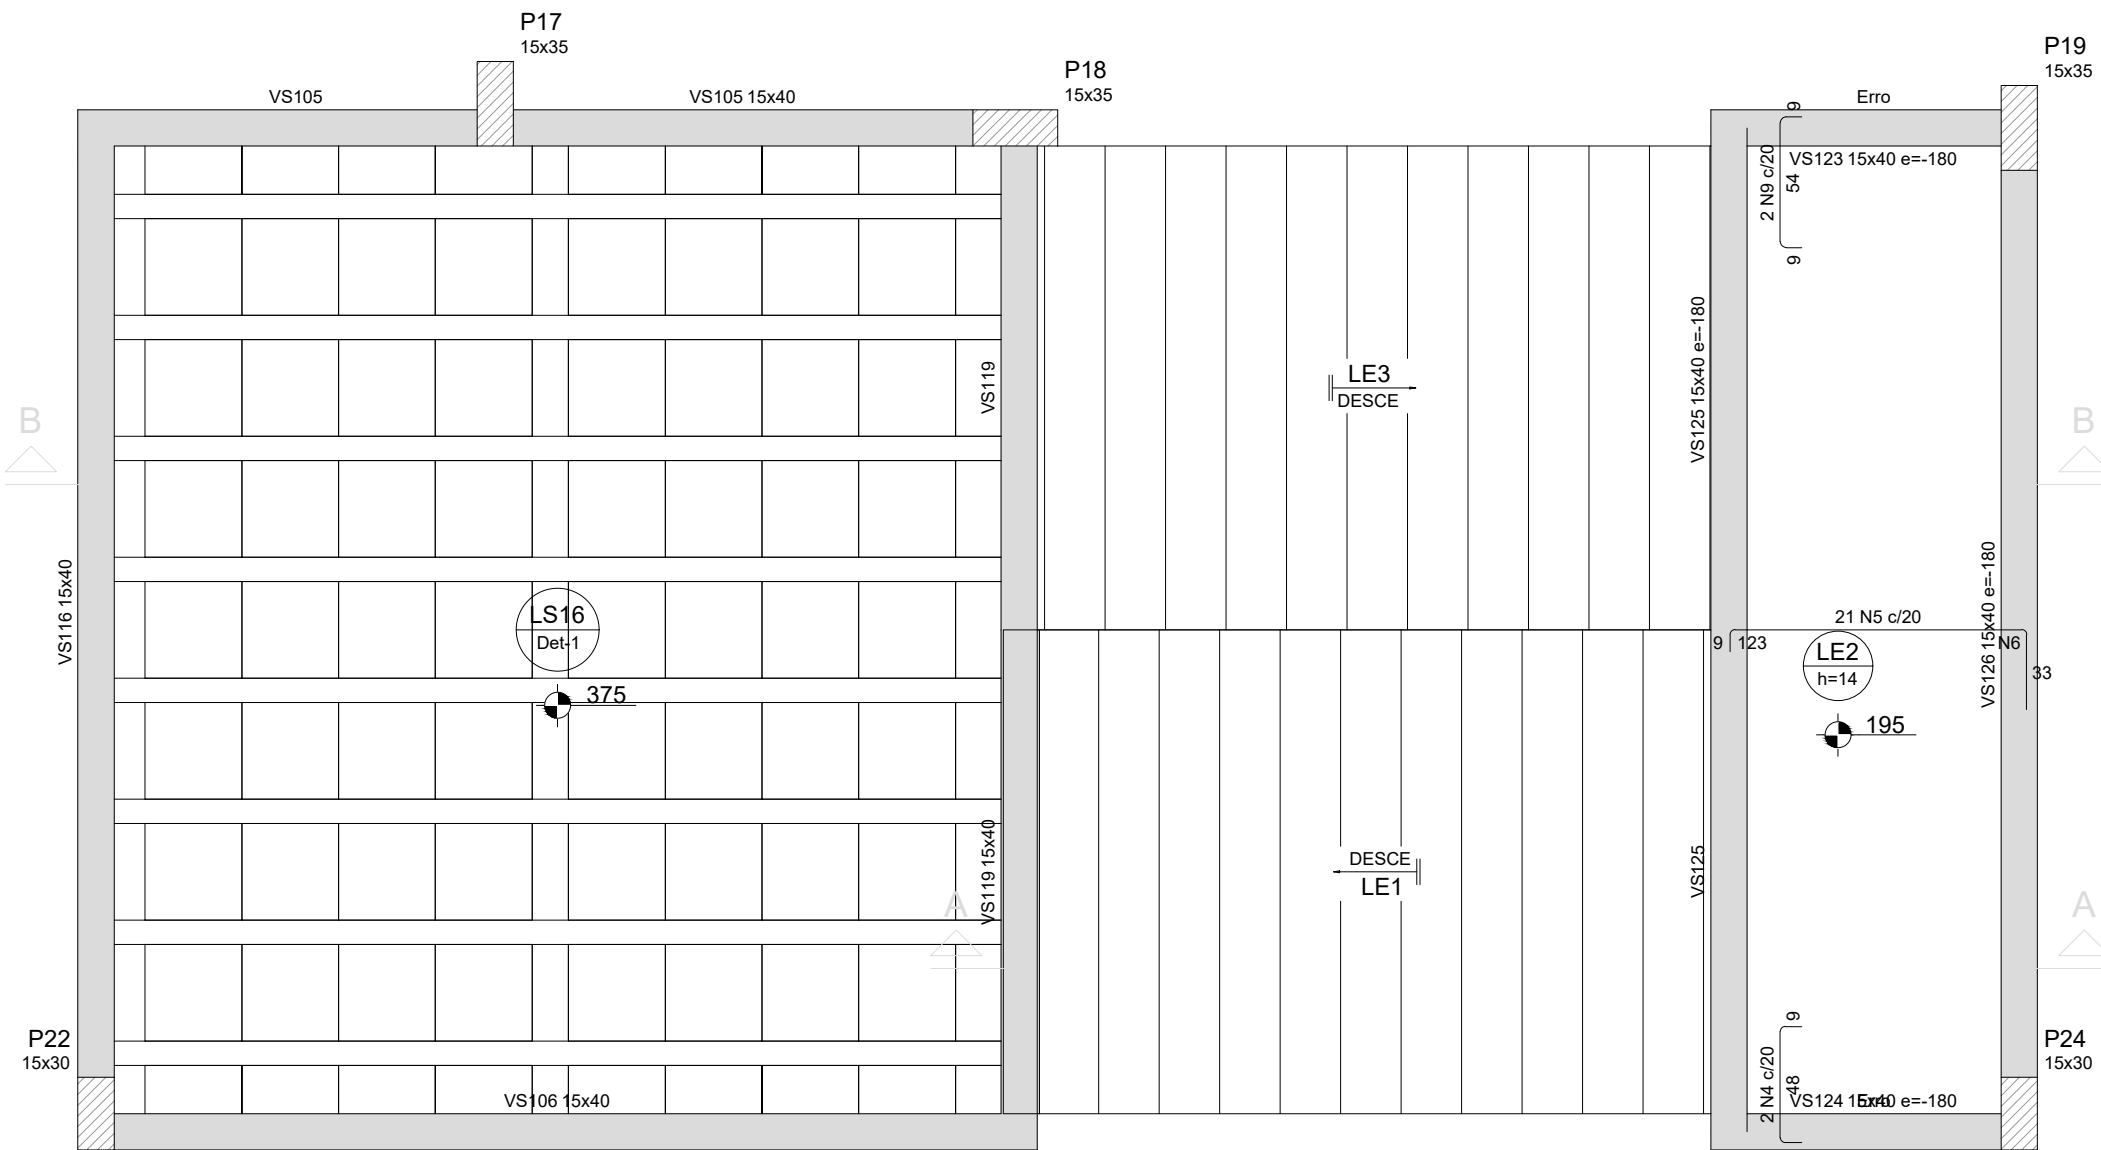 P17
15x35
P18
15x35
P19
15x35
VS105
VS105 15x40
Erro
9
2 N9 c/20
54
9
VS123 15x40 e=-180
VS125 15x40 e=-180
VS119
LE3
DESCE
B
B
VS116 15x40
LS16
Det-1
375
21 N5 c/20
9
123
N6
33
VS126 15x40 e=-180
LE2
h=14
195
VS119 15x40
DESCE
LE1
VS125
A
A
P22
15x30
P24
15x30
9
2 N4 c/20
48
VS106 15x40
VS124 15x40 e=-180
Erro